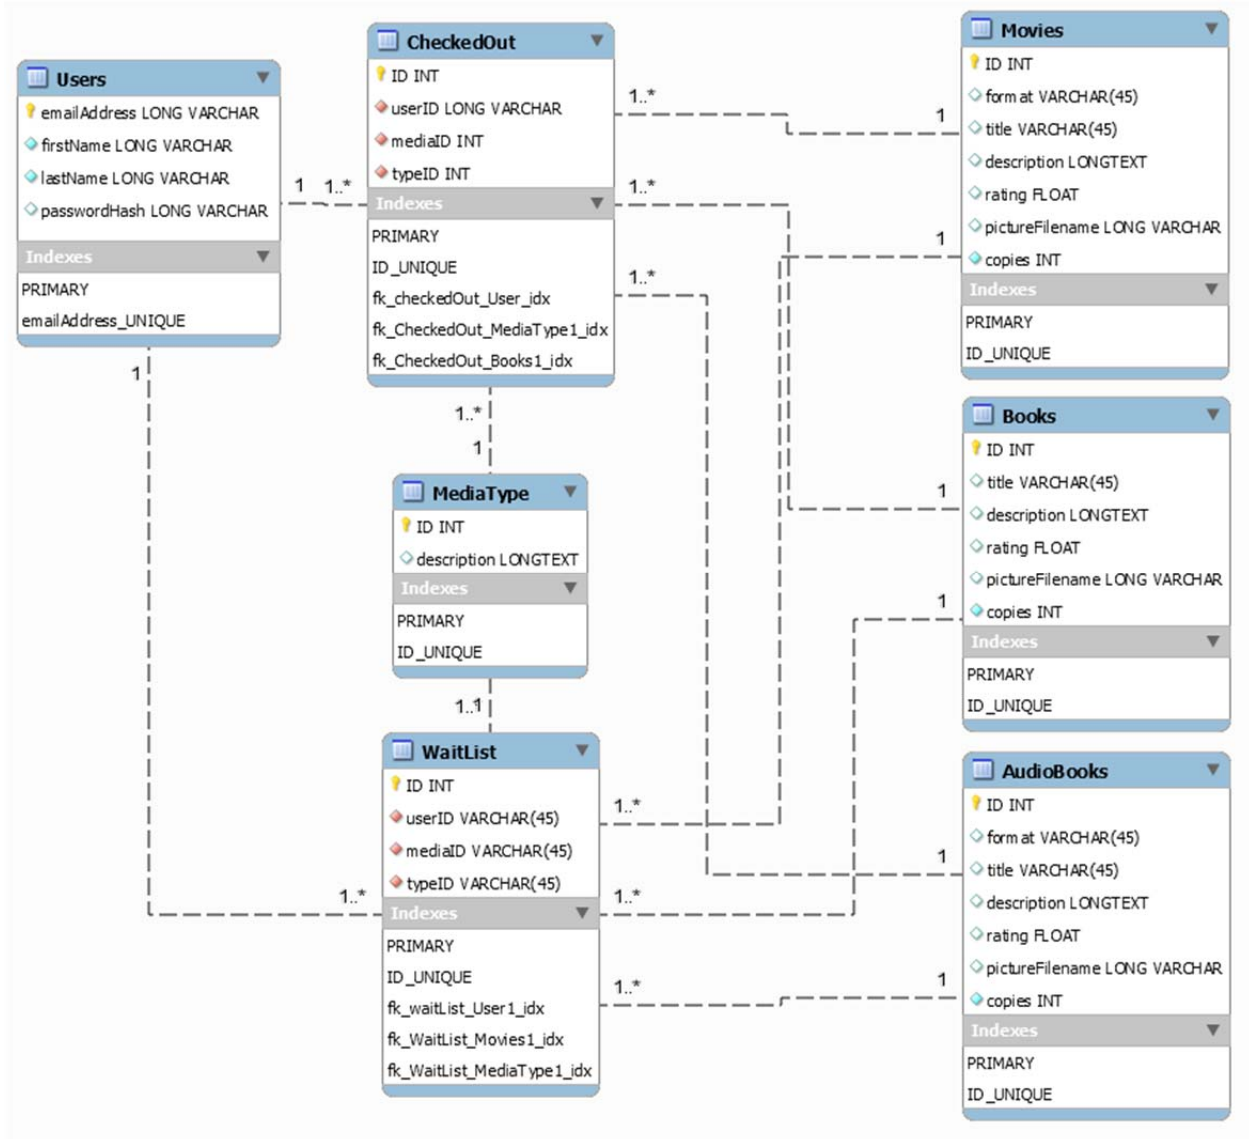 Users
emailAddress LONG VARCHAR
firstName LONG VARCHAR
lastName LONG VARCHAR
passwordHash LONG VARCHAR
Indexes
PRIMARY
emailAddress_UNIQUE
1
1..*
1
1..*
CheckedOut
ID INT
userID LONG VARCHAR
mediaID INT
typeID INT
Indexes
PRIMARY
ID_UNIQUE
fk_checkedOut_User_idx
fk_CheckedOut_MediaType1_idx
fk_CheckedOut_Books1_idx
1..*
1
1..*
1
1..*
1
1..*
1
MediaType
ID INT
description LONGTEXT
Indexes
PRIMARY
ID_UNIQUE
1..1
WaitList
ID INT
userID VARCHAR(45)
mediaID VARCHAR(45)
typeID VARCHAR(45)
Indexes
PRIMARY
ID_UNIQUE
fk_waitList_User1_idx
fk_WaitList_Movies1_idx
fk_WaitList_MediaType1_idx
1..*
1
1..*
1
1..*
1
Movies
ID INT
format VARCHAR(45)
title VARCHAR(45)
description LONGTEXT
rating FLOAT
pictureFilename LONG VARCHAR
copies INT
Indexes
PRIMARY
ID_UNIQUE
Books
ID INT
title VARCHAR(45)
description LONGTEXT
rating FLOAT
pictureFilename LONG VARCHAR
copies INT
Indexes
PRIMARY
ID_UNIQUE
AudioBooks
ID INT
format VARCHAR(45)
title VARCHAR(45)
description LONGTEXT
rating FLOAT
pictureFilename LONG VARCHAR
copies INT
Indexes
PRIMARY
ID_UNIQUE